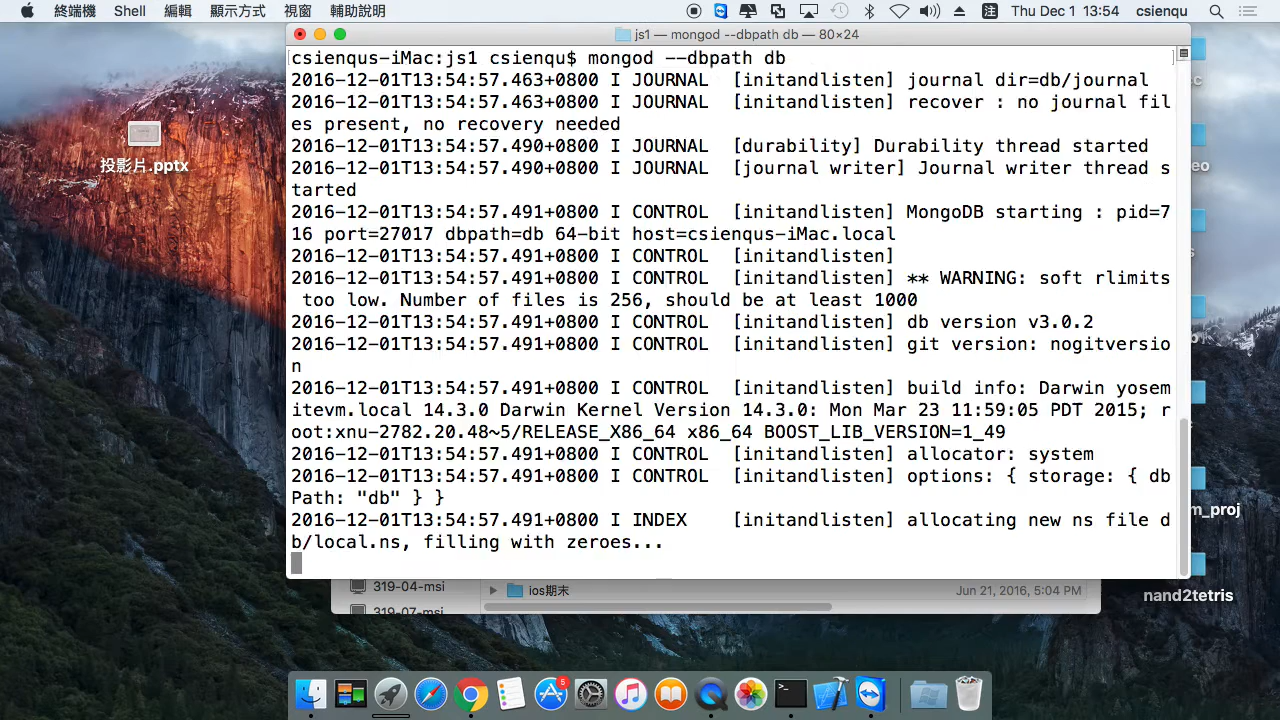 終端機 Shell 編輯 顯示方式 視窗 輔助說明 注 Thu Dec 1 13:54 csienqu
js1 — mongod --dbpath db — 80×24
csienqus-iMac:js1 csienqu$ mongod --dbpath db
2016-12-01T13:54:57.463+0800 I JOURNAL  [initandlisten] journal dir=db/journal
2016-12-01T13:54:57.463+0800 I JOURNAL  [initandlisten] recover : no journal fil
es present, no recovery needed
2016-12-01T13:54:57.490+0800 I JOURNAL  [durability] Durability thread started
2016-12-01T13:54:57.490+0800 I JOURNAL  [journal writer] Journal writer thread s
tarted
2016-12-01T13:54:57.491+0800 I CONTROL  [initandlisten] MongoDB starting : pid=7
16 port=27017 dbpath=db 64-bit host=csienqus-iMac.local
2016-12-01T13:54:57.491+0800 I CONTROL  [initandlisten]
2016-12-01T13:54:57.491+0800 I CONTROL  [initandlisten] ** WARNING: soft rlimits
 too low. Number of files is 256, should be at least 1000
2016-12-01T13:54:57.491+0800 I CONTROL  [initandlisten] db version v3.0.2
2016-12-01T13:54:57.491+0800 I CONTROL  [initandlisten] git version: nogitversio
n
2016-12-01T13:54:57.491+0800 I CONTROL  [initandlisten] build info: Darwin yosem
itevm.local 14.3.0 Darwin Kernel Version 14.3.0: Mon Mar 23 11:59:05 PDT 2015; r
oot:xnu-2782.20.48~5/RELEASE_X86_64 x86_64 BOOST_LIB_VERSION=1_49
2016-12-01T13:54:57.491+0800 I CONTROL  [initandlisten] allocator: system
2016-12-01T13:54:57.491+0800 I CONTROL  [initandlisten] options: { storage: { db
Path: "db" } }
2016-12-01T13:54:57.491+0800 I INDEX    [initandlisten] allocating new ns file d
b/local.ns, filling with zeroes...
投影片.pptx
m_proj
nand2tetris
319-04-msi
ios期末 Jun 21, 2016, 5:04 PM
319-07-msi
5